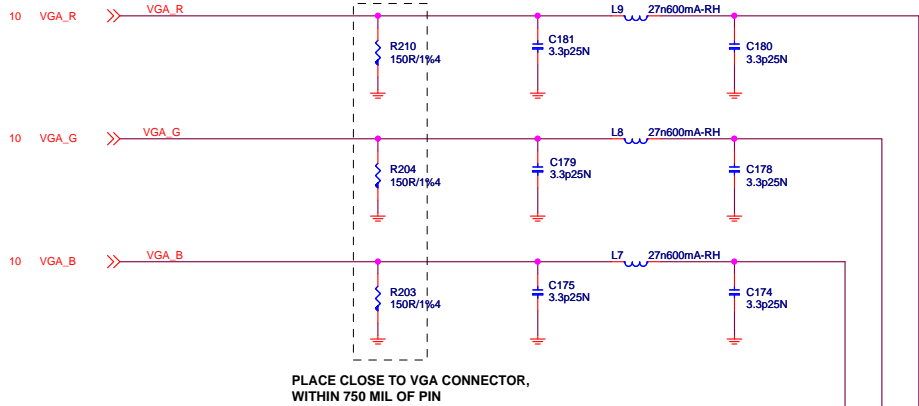 10 VGA_R VGA_R L9 27n600mA-RH
R210 C181 C180
150R/1%4 3.3p25N 3.3p25N
10 VGA_G VGA_G L8 27n600mA-RH
R204 C179 C178
150R/1%4 3.3p25N 3.3p25N
10 VGA_B VGA_B L7 27n600mA-RH
R203 C175 C174
150R/1%4 3.3p25N 3.3p25N
PLACE CLOSE TO VGA CONNECTOR,
WITHIN 750 MIL OF PIN